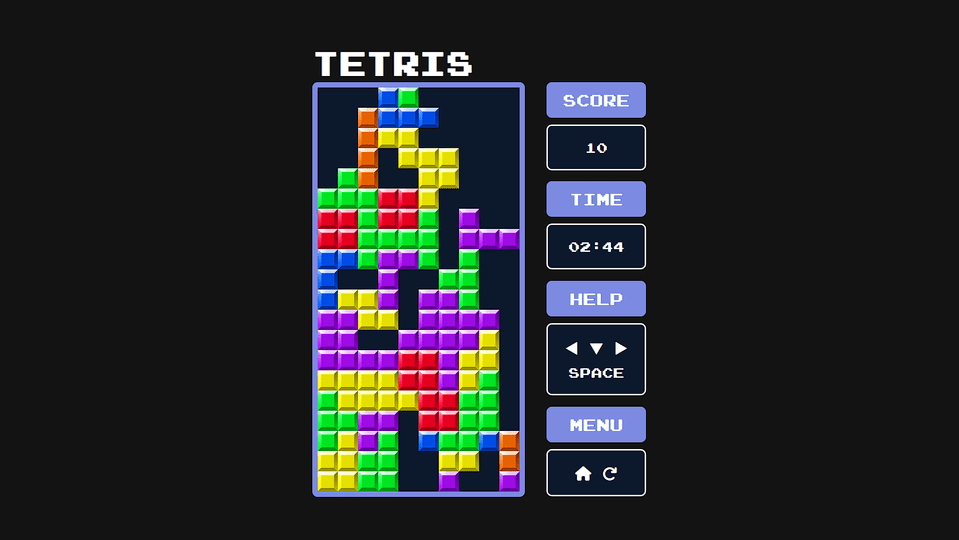 TETRIS
SCORE
10
TIME
02:44
HELP
SPACE
MENU